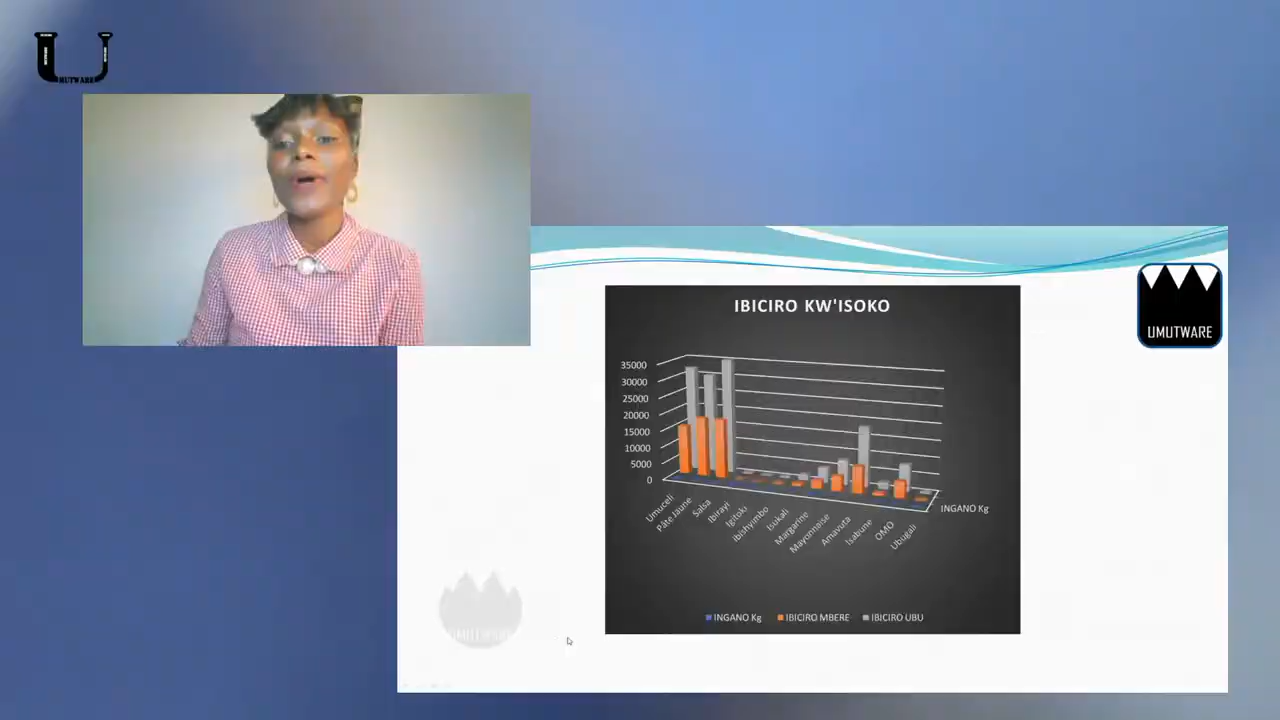 UMUTWARE
IBICIRO KW'ISOKO
35000
30000
25000
20000
15000
10000
5000
0
Umuceli
Pâte Jaune
Salsa
Ibirayi
Igitoki
Ibishyimbo
Isukali
Margarine
Mayonnaise
Amavuta
Isabune
OMO
Ubugali
INGANO Kg
INGANO Kg IBICIRO MBERE IBICIRO UBU
UMUTWARE